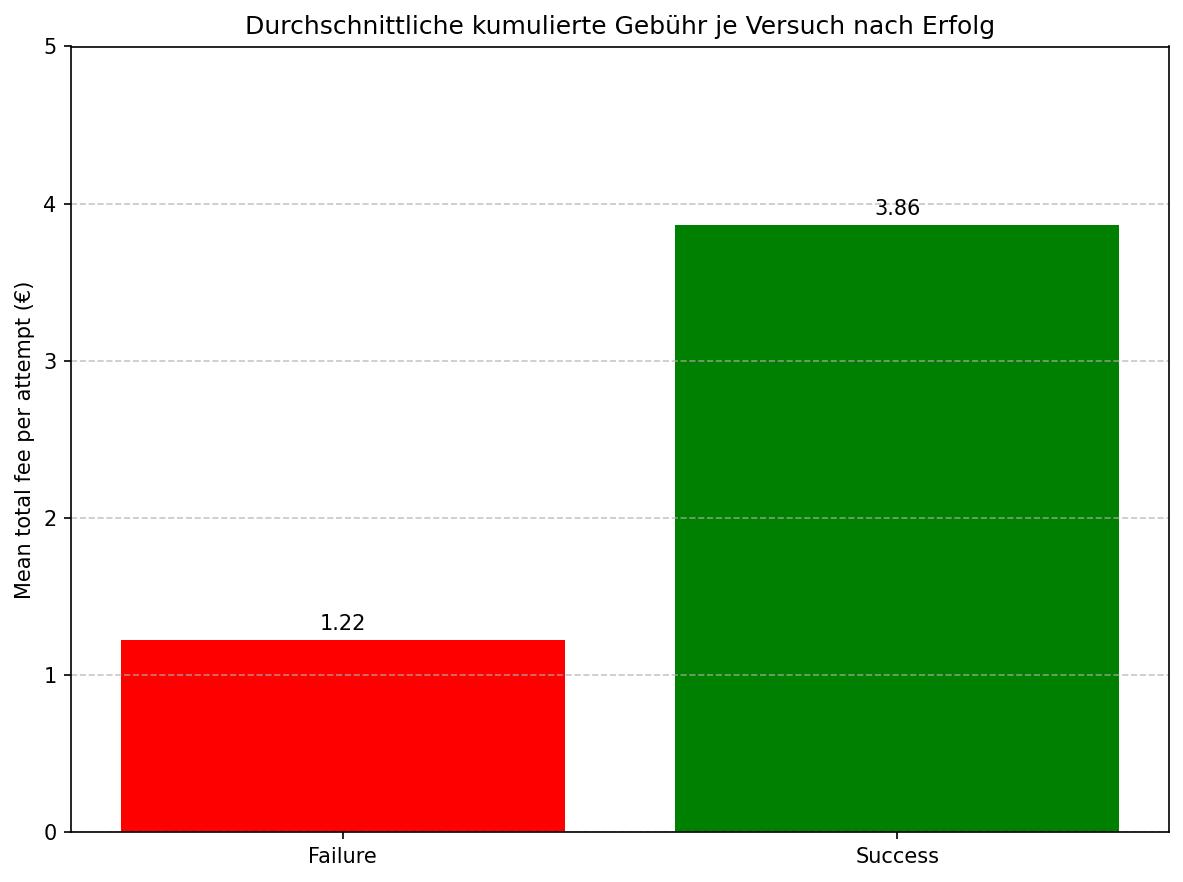 Durchschnittliche kumulierte Gebühr je Versuch nach Erfolg
Mean total fee per attempt (€)
5
4
3
2
1
0
1.22
3.86
Failure
Success